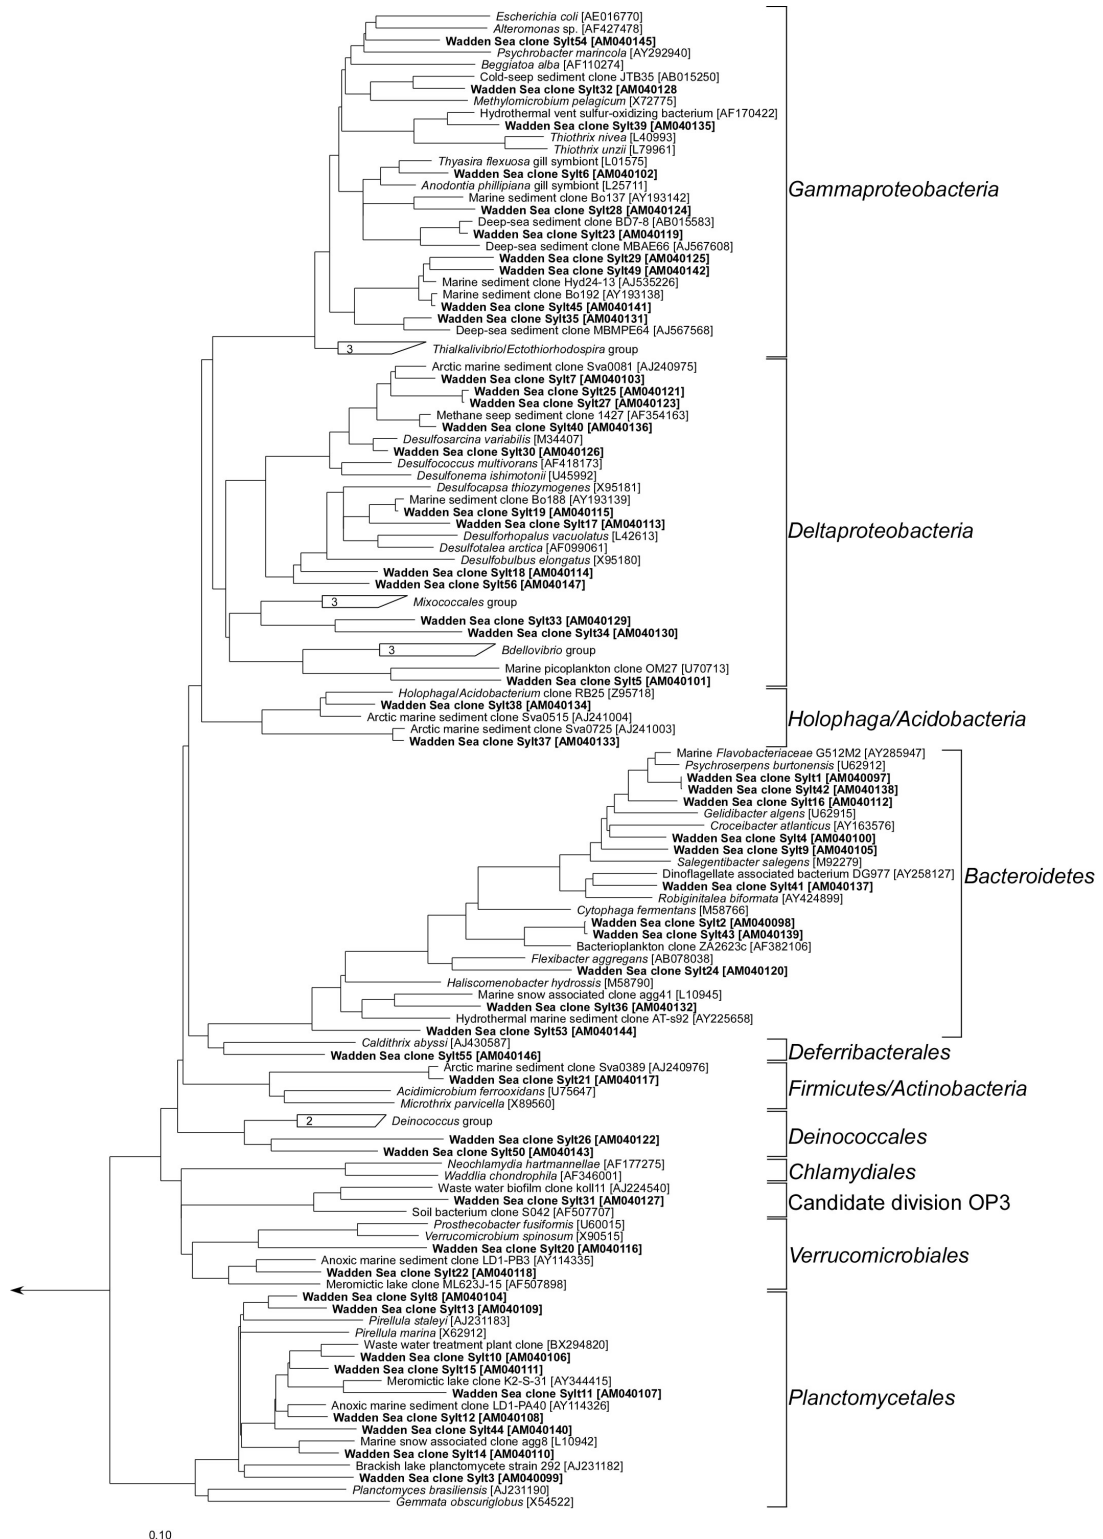 Escherichia coli [AE016770]
Alteromonas sp. [AF427478]
Wadden Sea clone Sylt54 [AM040145]
Psychrobacter marincola [AY292940]
Beggiatoa alba [AF110274]
Cold-seep sediment clone JTB35 [AB015250]
Wadden Sea clone Sylt32 [AM040128
Methylomicrobium pelagicum [X72775]
Hydrothermal vent sulfur-oxidizing bacterium [AF170422]
Wadden Sea clone Sylt39 [AM040135]
Thiothrix nivea [L40993]
Thiothrix unzii [L79961]
Thyasira flexuosa gill symbiont [L01575]
Wadden Sea clone Sylt6 [AM040102]
Anodontia phillipiana gill symbiont [L25711]
Gammaproteobacteria
Marine sediment clone Bo137 [AY193142]
Wadden Sea clone Sylt28 [AM040124]
Deep-sea sediment clone BD7-8 [AB015583]
Wadden Sea clone Sylt23 [AM040119]
Deep-sea sediment clone MBAE66 [AJ567608]
Wadden Sea clone Sylt29 [AM040125]
Wadden Sea clone Sylt49 [AM040142]
Marine sediment clone Hyd24-13 [AJ535226]
Marine sediment clone Bo192 [AY193138]
Wadden Sea clone Sylt45 [AM040141]
Wadden Sea clone Sylt35 [AM040131]
Deep-sea sediment clone MBMPE64 [AJ567568]
3 Thialkalivibrio/Ectothiorhodospira group
Arctic marine sediment clone Sva0081 [AJ240975]
Wadden Sea clone Sylt7 [AM040103]
Wadden Sea clone Sylt25 [AM040121]
Wadden Sea clone Sylt27 [AM040123]
Methane seep sediment clone 1427 [AF354163]
Wadden Sea clone Sylt40 [AM040136]
Desulfosarcina variabilis [M34407]
Wadden Sea clone Sylt30 [AM040126]
Desulfococcus multivorans [AF418173]
Desulfonema ishimotonii [U45992]
Desulfocapsa thiozymogenes [X95181]
Marine sediment clone Bo188 [AY193139]
Wadden Sea clone Sylt19 [AM040115]
Wadden Sea clone Sylt17 [AM040113]
Deltaproteobacteria
Desulforhopalus vacuolatus [L42613]
Desulfotalea arctica [AF099061]
Desulfobulbus elongatus [X95180]
Wadden Sea clone Sylt18 [AM040114]
Wadden Sea clone Sylt56 [AM040147]
3 Mixococcales group
Wadden Sea clone Sylt33 [AM040129]
Wadden Sea clone Sylt34 [AM040130]
3 Bdellovibrio group
Marine picoplankton clone OM27 [U70713]
Wadden Sea clone Sylt5 [AM040101]
Holophaga/Acidobacterium clone RB25 [Z95718]
Wadden Sea clone Sylt38 [AM040134]
Arctic marine sediment clone Sva0515 [AJ241004]
Holophaga/Acidobacteria
Arctic marine sediment clone Sva0725 [AJ241003]
Wadden Sea clone Sylt37 [AM040133]
Marine Flavobacteriaceae G512M2 [AY285947]
Psychroserpens burtonensis [U62912]
Wadden Sea clone Sylt1 [AM040097]
Wadden Sea clone Sylt42 [AM040138]
Wadden Sea clone Sylt16 [AM040112]
Gelidibacter algens [U62915]
Croceibacter atlanticus [AY163576]
Wadden Sea clone Sylt4 [AM040100]
Wadden Sea clone Sylt9 [AM040105]
Salegentibacter salegens [M92279]
Dinoflagellate associated bacterium DG977 [AY258127]
Bacteroidetes
Wadden Sea clone Sylt41 [AM040137]
Robiginitalea biformata [AY424899]
Cytophaga fermentans [M58766]
Wadden Sea clone Sylt2 [AM040098]
Wadden Sea clone Sylt43 [AM040139]
Bacterioplankton clone ZA2623c [AF382106]
Flexibacter aggregans [AB078038]
Wadden Sea clone Sylt24 [AM040120]
Haliscomenobacter hydrossis [M58790]
Marine snow associated clone agg41 [L10945]
Wadden Sea clone Sylt36 [AM040132]
Hydrothermal marine sediment clone AT-s92 [AY225658]
Wadden Sea clone Sylt53 [AM040144]
Caldithrix abyssi [AJ430587]
Deferribacterales
Wadden Sea clone Sylt55 [AM040146]
Arctic marine sediment clone Sva0389 [AJ240976]
Wadden Sea clone Sylt21 [AM040117]
Firmicutes/Actinobacteria
Acidimicrobium ferrooxidans [U75647]
Microthrix parvicella [X89560]
2 Deinococcus group
Deinococcales
Wadden Sea clone Sylt26 [AM040122]
Wadden Sea clone Sylt50 [AM040143]
Neochlamydia hartmannellae [AF177275]
Chlamydiales
Waddlia chondrophila [AF346001]
Waste water biofilm clone koll11 [AJ224540]
Wadden Sea clone Sylt31 [AM040127]
Candidate division OP3
Soil bacterium clone S042 [AF507707]
Prosthecobacter fusiformis [U60015]
Verrucomicrobium spinosum [X90515]
Wadden Sea clone Sylt20 [AM040116]
Verrucomicrobiales
Anoxic marine sediment clone LD1-PB3 [AY114335]
Wadden Sea clone Sylt22 [AM040118]
Meromictic lake clone ML623J-15 [AF507898]
Wadden Sea clone Sylt8 [AM040104]
Wadden Sea clone Sylt13 [AM040109]
Pirellula staleyi [AJ231183]
Pirellula marina [X62912]
Waste water treatment plant clone [BX294820]
Wadden Sea clone Sylt10 [AM040106]
Wadden Sea clone Sylt15 [AM040111]
Meromictic lake clone K2-S-31 [AY344415]
Wadden Sea clone Sylt11 [AM040107]
Planctomycetales
Anoxic marine sediment clone LD1-PA40 [AY114326]
Wadden Sea clone Sylt12 [AM040108]
Wadden Sea clone Sylt44 [AM040140]
Marine snow associated clone agg8 [L10942]
Wadden Sea clone Sylt14 [AM040110]
Brackish lake planctomycete strain 292 [AJ231182]
Wadden Sea clone Sylt3 [AM040099]
Planctomyces brasiliensis [AJ231190]
Gemmata obscuriglobus [X54522]
0.10